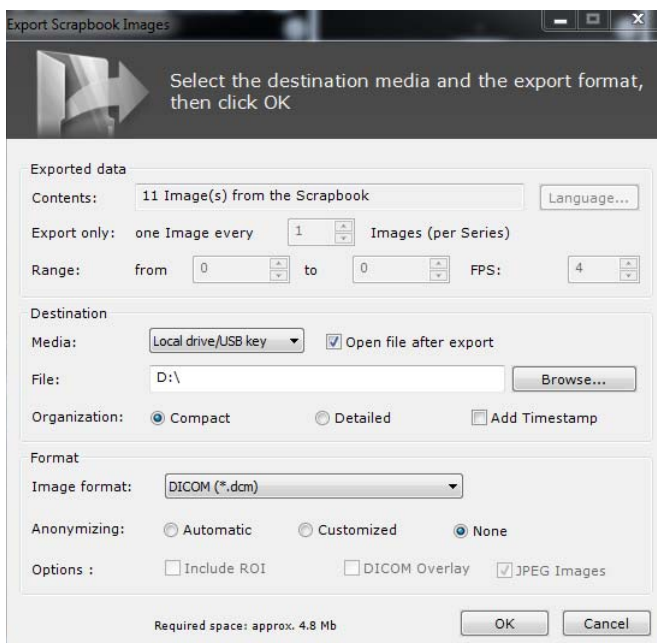 Export Scrapbook Images
Select the destination media and the export format,
then click OK
Exported data
Contents: 11 Image(s) from the Scrapbook Language...
Export only: one Image every 1 Images (per Series)
Range: from 0 to 0 FPS: 4
Destination
Media: Local drive/USB key Open file after export
File: D:\ Browse...
Organization: Compact Detailed Add Timestamp
Format
Image format: DICOM (*.dcm)
Anonymizing: Automatic Customized None
Options : Include ROI DICOM Overlay JPEG Images
Required space: approx. 4.8 Mb OK Cancel